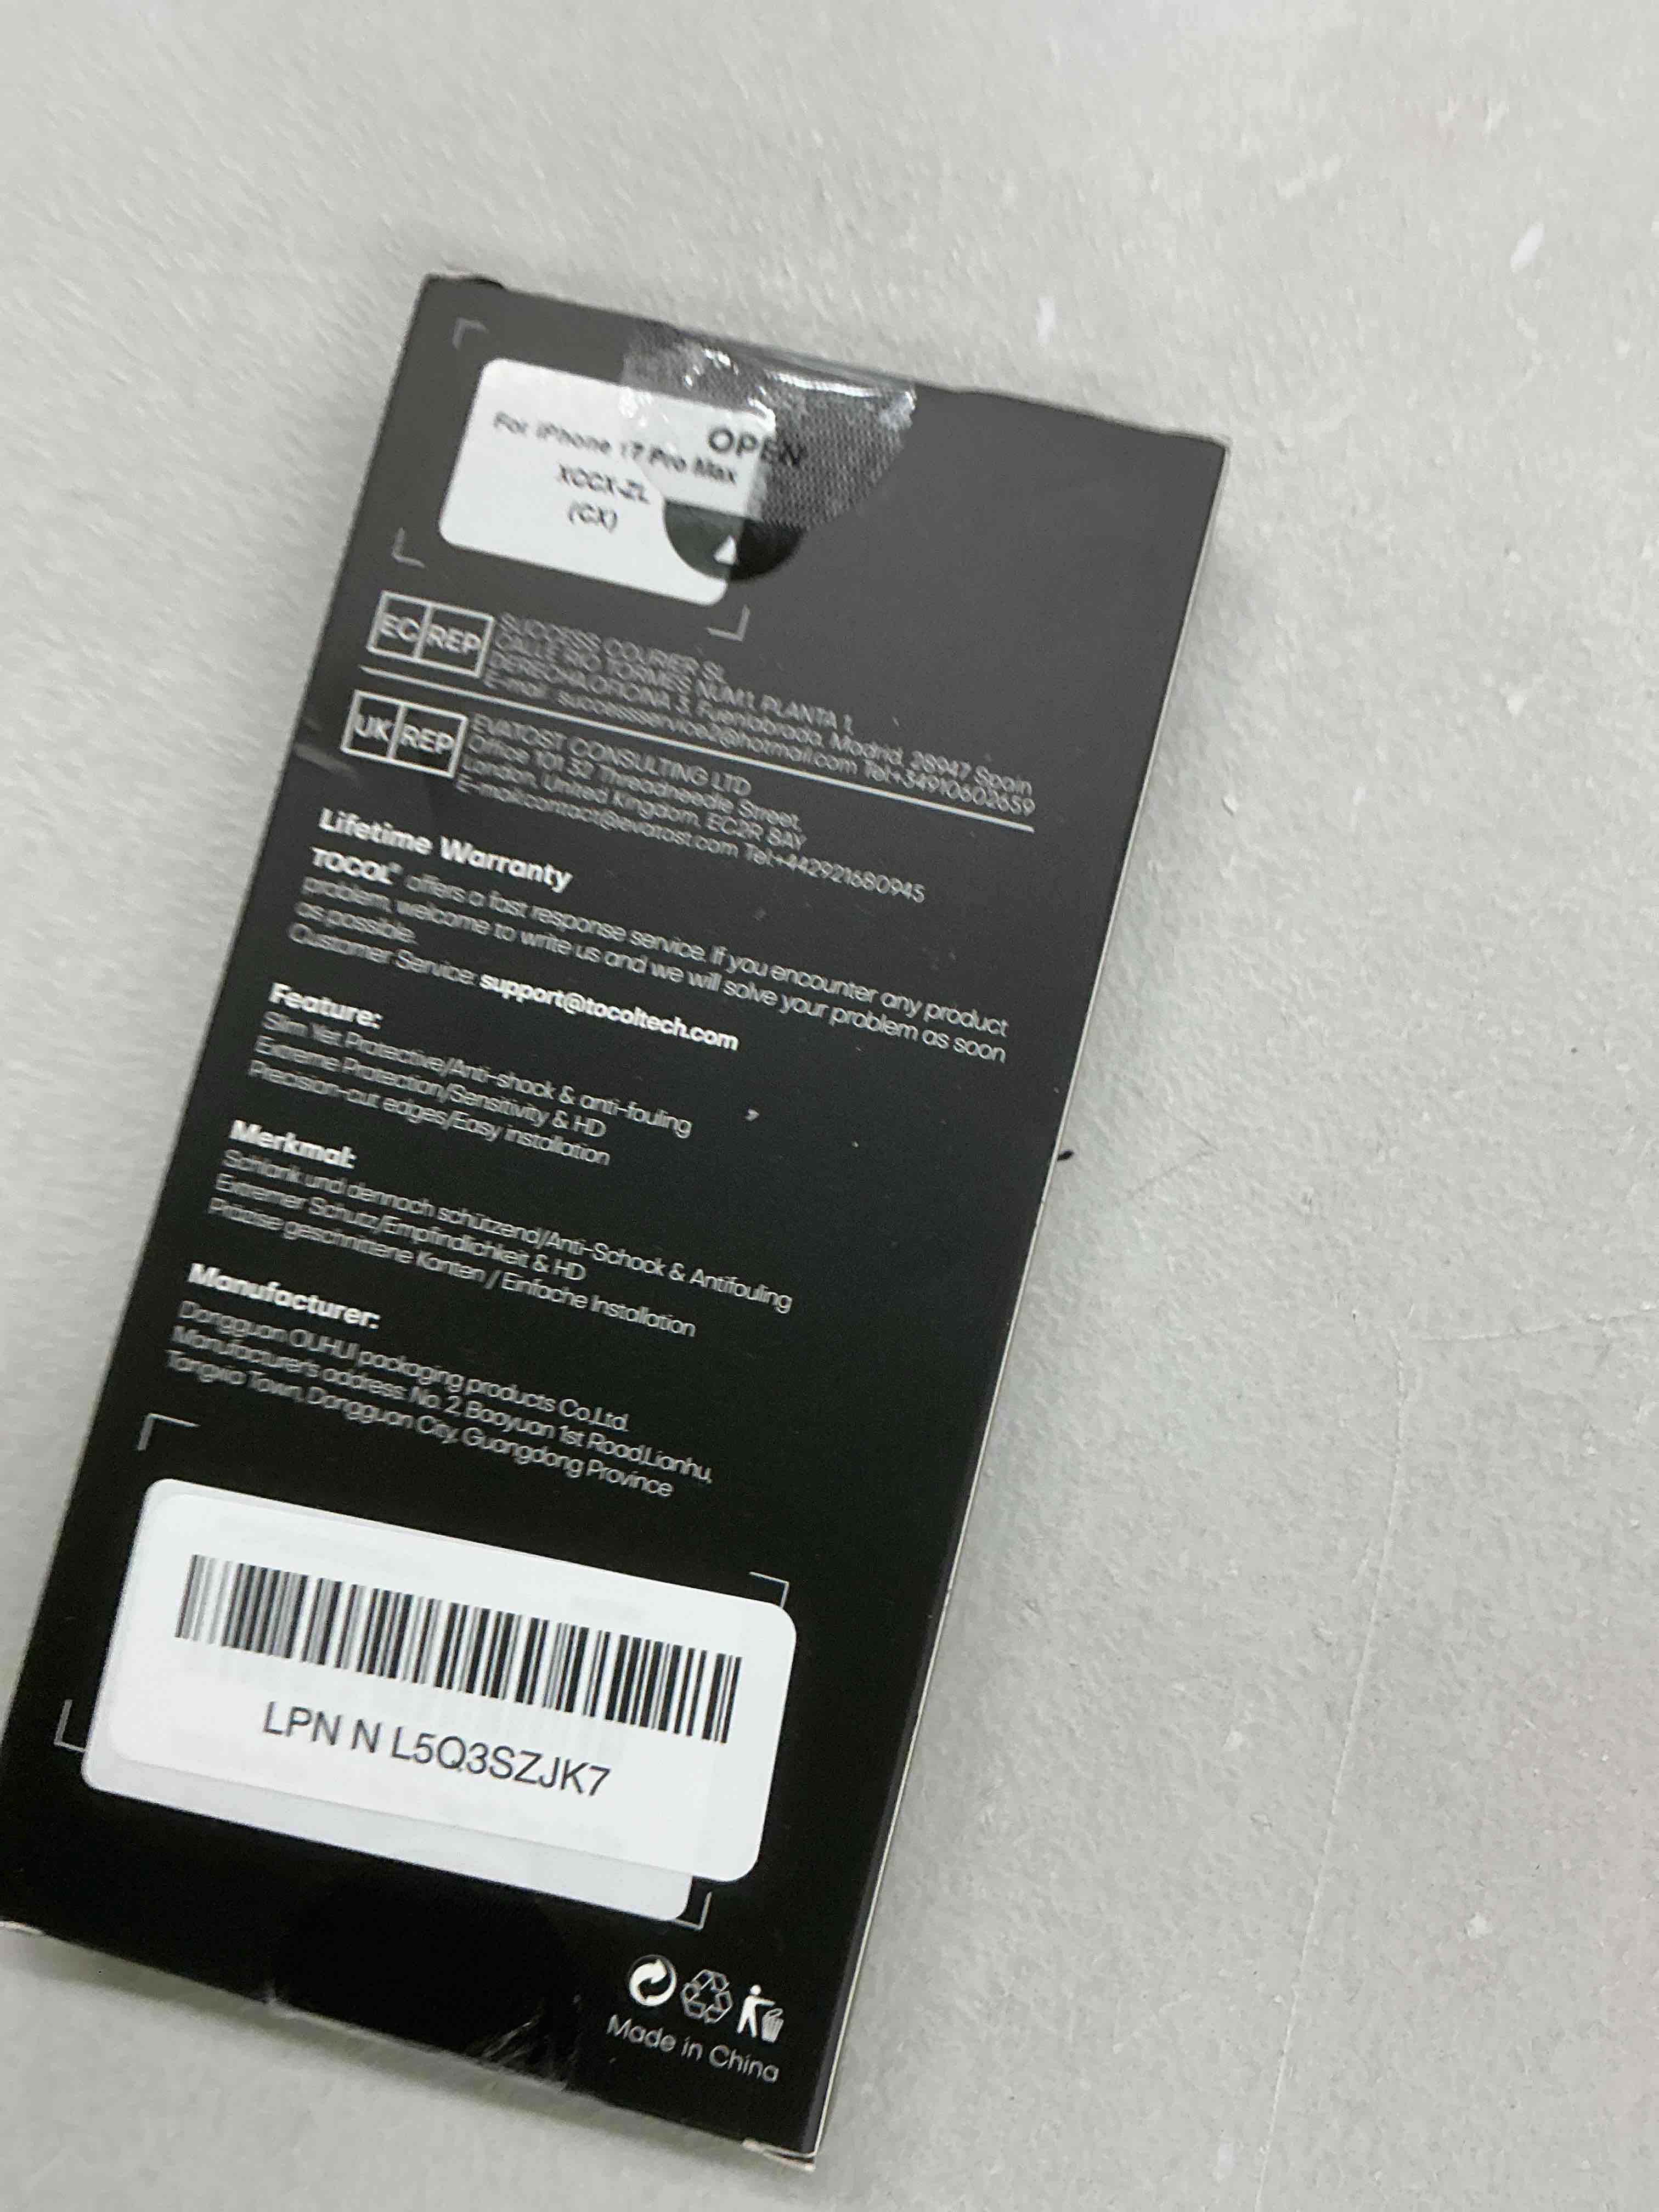 OPEN
For iPhone 17 Pro Max
XCCX-ZL
(GX)
EC REP
SUCCESS COURIER SL
CALLE RIO TORMES NUM.1, PLANTA 1,
DERECHA,OFICINA 3, Fuenlabrada, Madrid, 28947 Spain
E-mail: successservice2@hotmail.com Tel:+34910602659
UK REP
EVATOST CONSULTING LTD
Office 101 32 Threadneedle Street,
London, United Kingdom, EC2R 8AY
E-mail:contact@evatost.com Tel:+442921680945
Lifetime Warranty
TOCOL® offers a fast response service. If you encounter any product
problem, welcome to write us and we will solve your problem as soon
as possible.
Customer Service: support@tocoltech.com
Feature:
Slim Yet Protective/Anti-shock & anti-fouling
Extreme Protection/Sensitivity & HD
Precision-cut edges/Easy installation
Merkmal:
Schlank und dennoch schützend/Anti-Schock & Antifouling
Extremer Schutz/Empfindlichkeit & HD
Präzise geschnittene Kanten / Einfache Installation
Manufacturer:
Dongguan OUHUI packaging products Co.,Ltd.
Manufacturer's address: No. 2, Baoyuan 1st Road,Lianhu,
Tangxia Town, Dongguan City, Guangdong Province
LPN N L5Q3SZJK7
Made in China